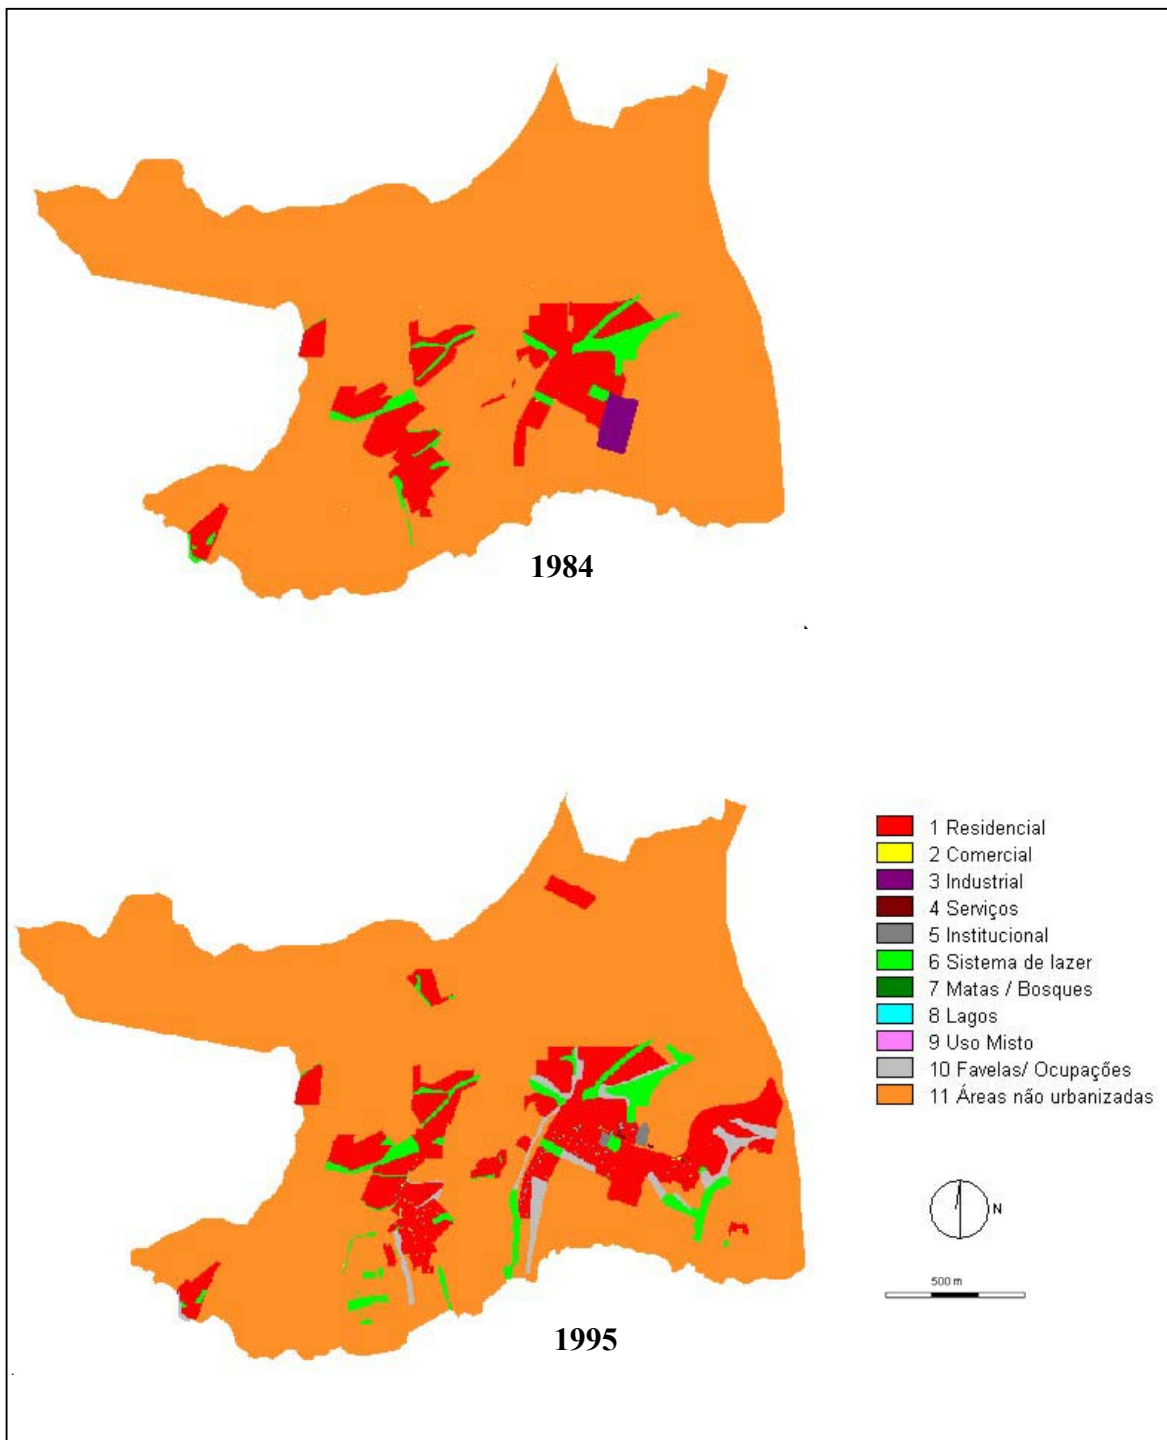 1984
1 Residencial
2 Comercial
3 Industrial
4 Serviços
5 Institucional
6 Sistema de lazer
7 Matas / Bosques
8 Lagos
9 Uso Misto
10 Favelas/ Ocupações
11 Áreas não urbanizadas
N
500 m
1995